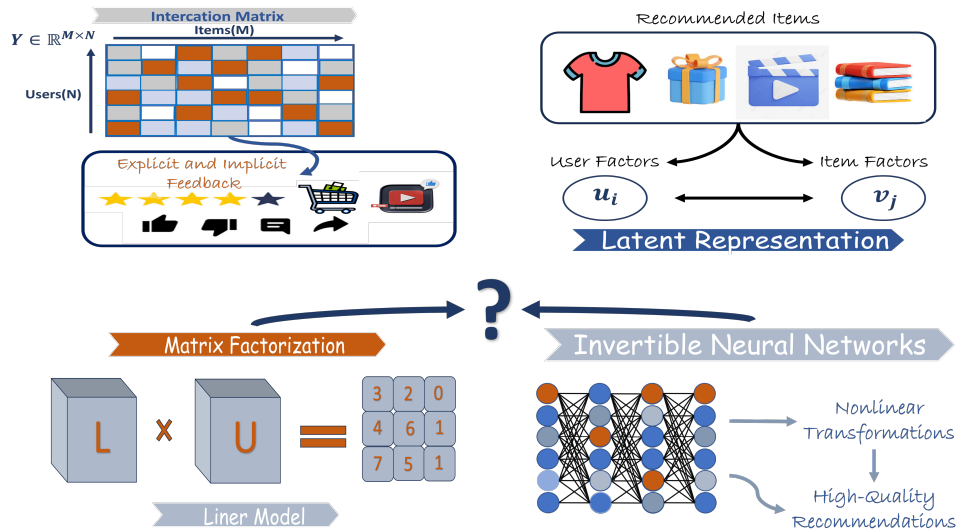 Intercation Matrix
Items(M)
Y ∈ ℝ^{M×N}
Users(N)
Explicit and Implicit
Feedback
Recommended Items
User Factors
Item Factors
u_i
v_j
Latent Representation
?
Matrix Factorization
L × U =
3 2 0
4 6 1
7 5 1
Liner Model
Invertible Neural Networks
Nonlinear
Transformations
High-Quality
Recommendations